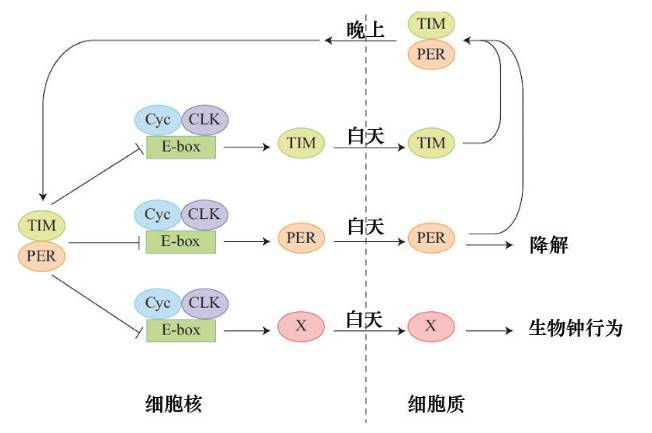 TIM
晚上
PER
Cyc CLK
E-box TIM 白天 TIM
TIM
PER
Cyc CLK
E-box PER 白天 PER 降解
Cyc CLK
E-box X 白天 X 生物钟行为
细胞核 细胞质